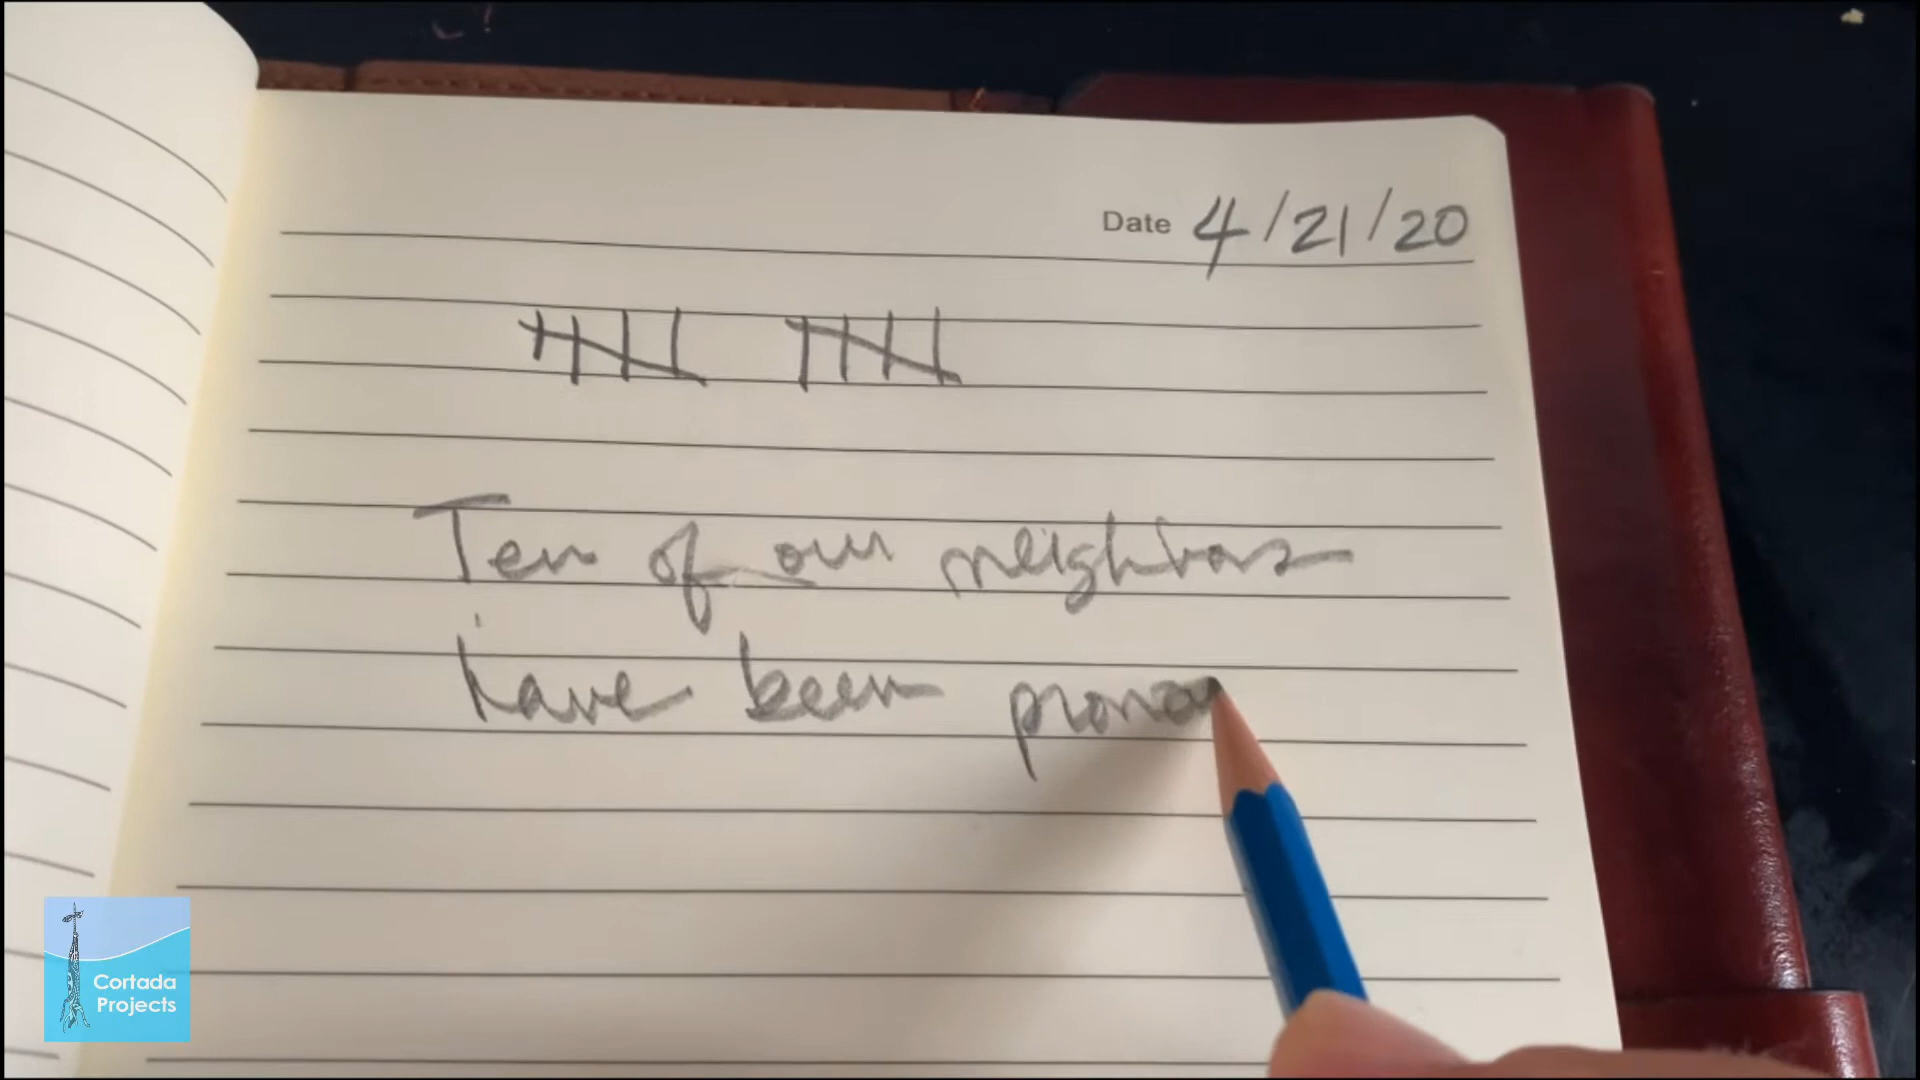 Date 4/21/20
Ten of our neighbors
have been
Cortada
Projects